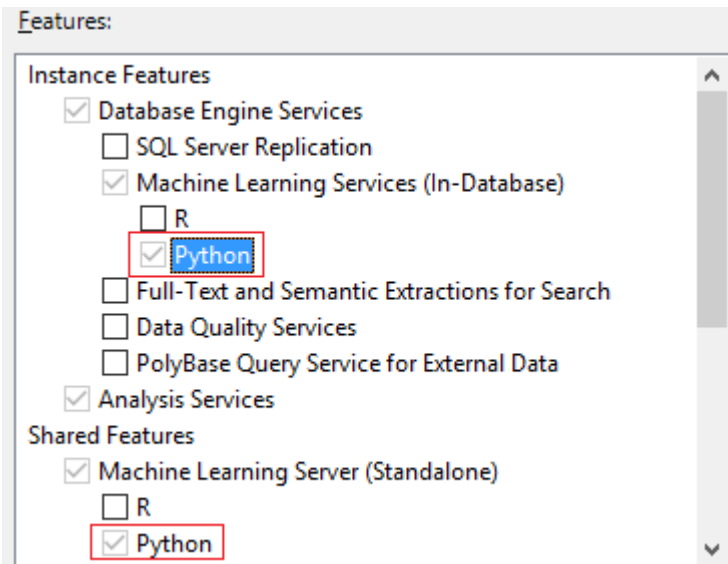 Features:
Instance Features
Database Engine Services
SQL Server Replication
Machine Learning Services (In-Database)
R
Python
Full-Text and Semantic Extractions for Search
Data Quality Services
PolyBase Query Service for External Data
Analysis Services
Shared Features
Machine Learning Server (Standalone)
R
Python